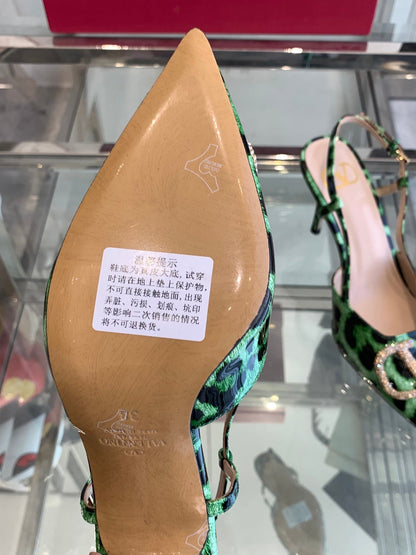 温馨提示
鞋底为真皮大底,试穿
时请在地上垫上保护物,
不可直接接触地面,出现
弄脏、污损、划痕、坑印
等影响二次销售的情况
将不可退换货。
VALENTINO